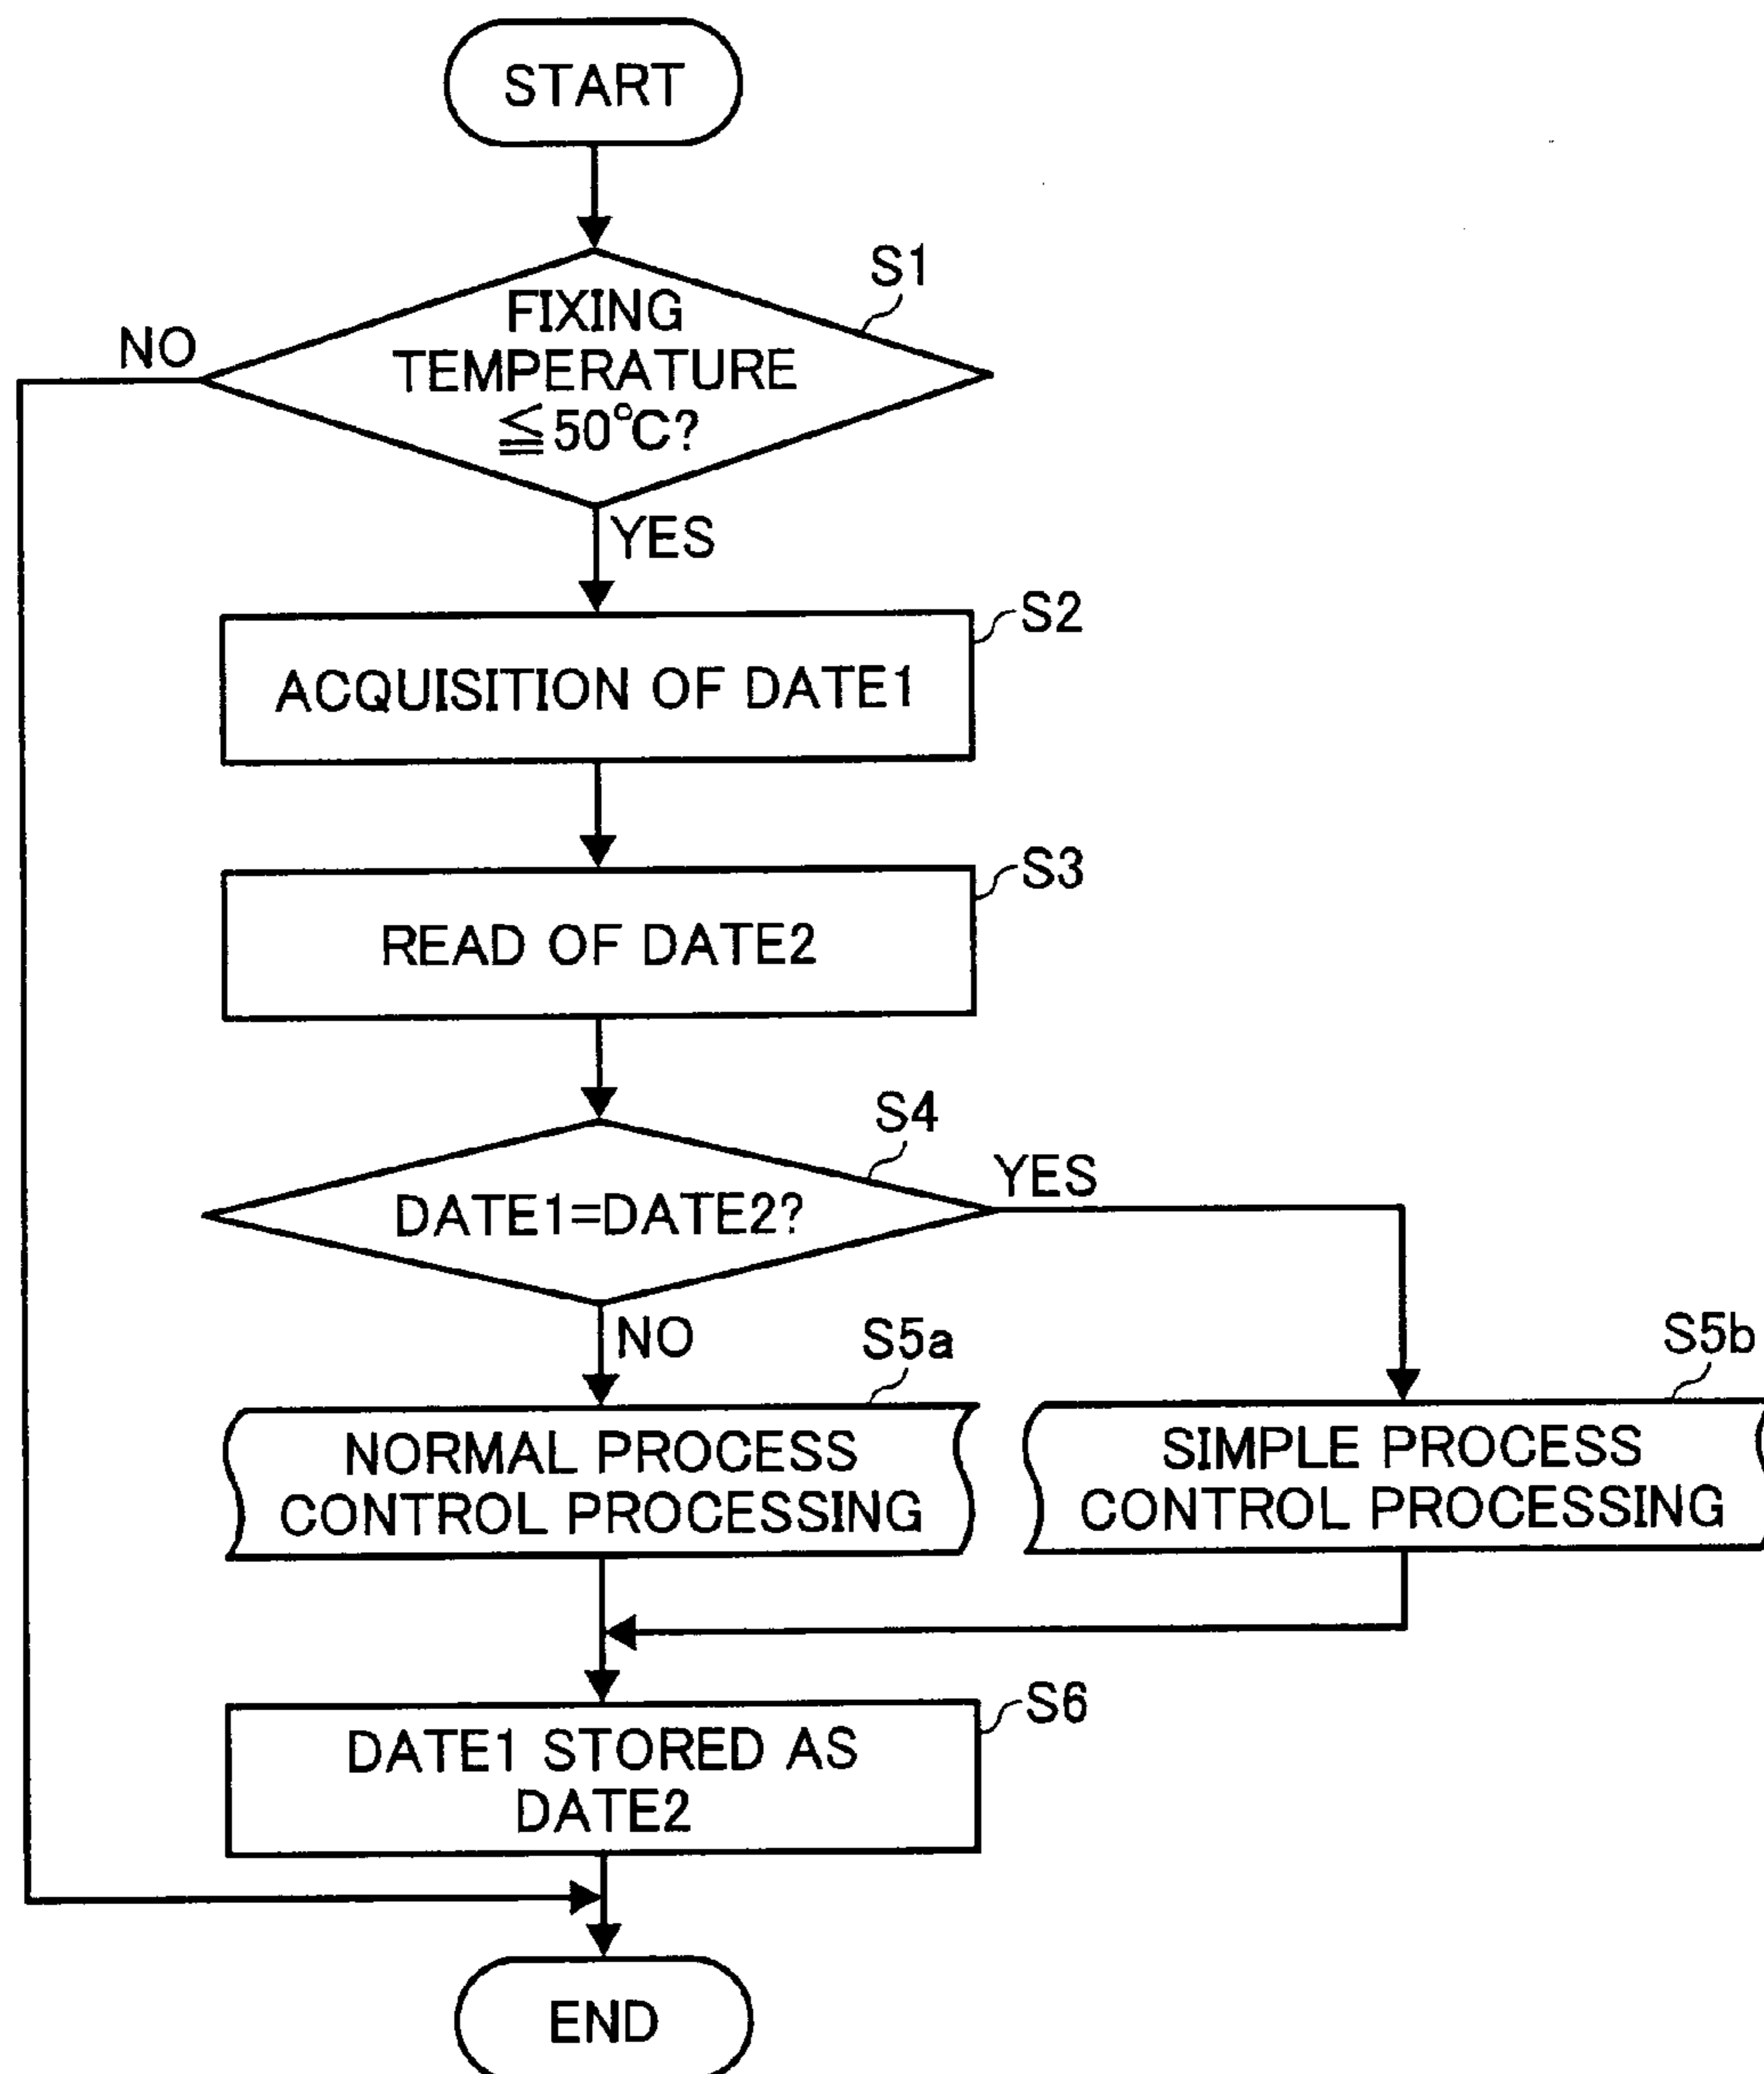 START
S1
FIXING
TEMPERATURE
≦50°C?
NO
YES
S2
ACQUISITION OF DATE1
S3
READ OF DATE2
S4
DATE1=DATE2?
YES
NO
S5a
S5b
NORMAL PROCESS
CONTROL PROCESSING
SIMPLE PROCESS
CONTROL PROCESSING
S6
DATE1 STORED AS
DATE2
END